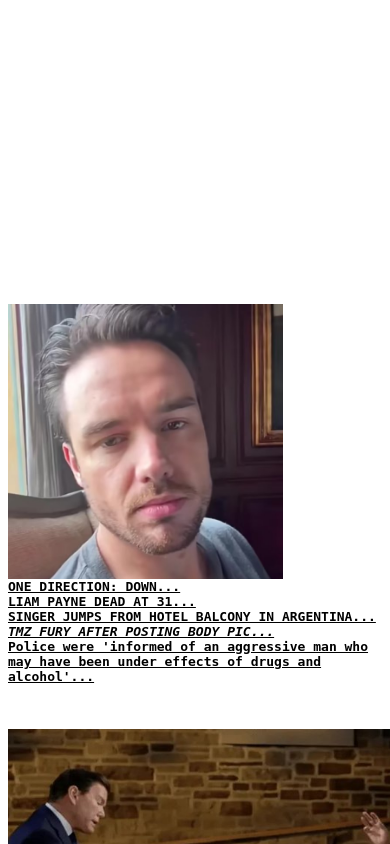 ONE DIRECTION: DOWN...
LIAM PAYNE DEAD AT 31...
SINGER JUMPS FROM HOTEL BALCONY IN ARGENTINA...
TMZ FURY AFTER POSTING BODY PIC...
Police were 'informed of an aggressive man who
may have been under effects of drugs and
alcohol'...